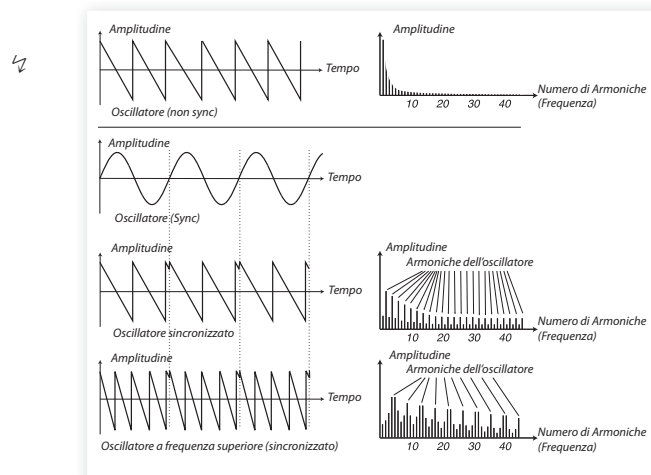 Amplitudine
Tempo
Oscillatore (non sync)
Amplitudine
10 20 30 40
Numero di Armoniche
(Frequenza)
Amplitudine
Tempo
Oscillatore (Sync)
Amplitudine
Tempo
Oscillatore sincronizzato
Amplitudine
Armoniche dell'oscillatore
10 20 30 40
Numero di Armoniche
(Frequenza)
Amplitudine
Tempo
Oscillatore a frequenza superiore (sincronizzato)
Amplitudine
Armoniche dell'oscillatore
10 20 30 40
Numero di Armoniche
(Frequenza)